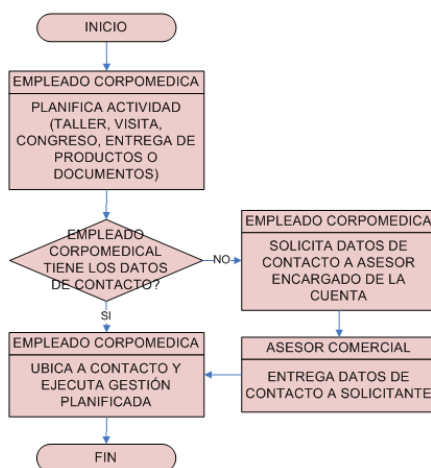 INICIO
EMPLEADO CORPOMEDICA
PLANIFICA ACTIVIDAD
(TALLER, VISITA,
CONGRESO, ENTREGA DE
PRODUCTOS O
DOCUMENTOS)
EMPLEADO
CORPOMEDICAL
TIENE LOS DATOS
DE CONTACTO?
NO
EMPLEADO CORPOMEDICA
SOLICITA DATOS DE
CONTACTO A ASESOR
ENCARGADO DE LA
CUENTA
SI
ASESOR COMERCIAL
ENTREGA DATOS DE
CONTACTO A SOLICITANTE
EMPLEADO CORPOMEDICA
UBICA A CONTACTO Y
EJECUTA GESTIÓN
PLANIFICADA
FIN